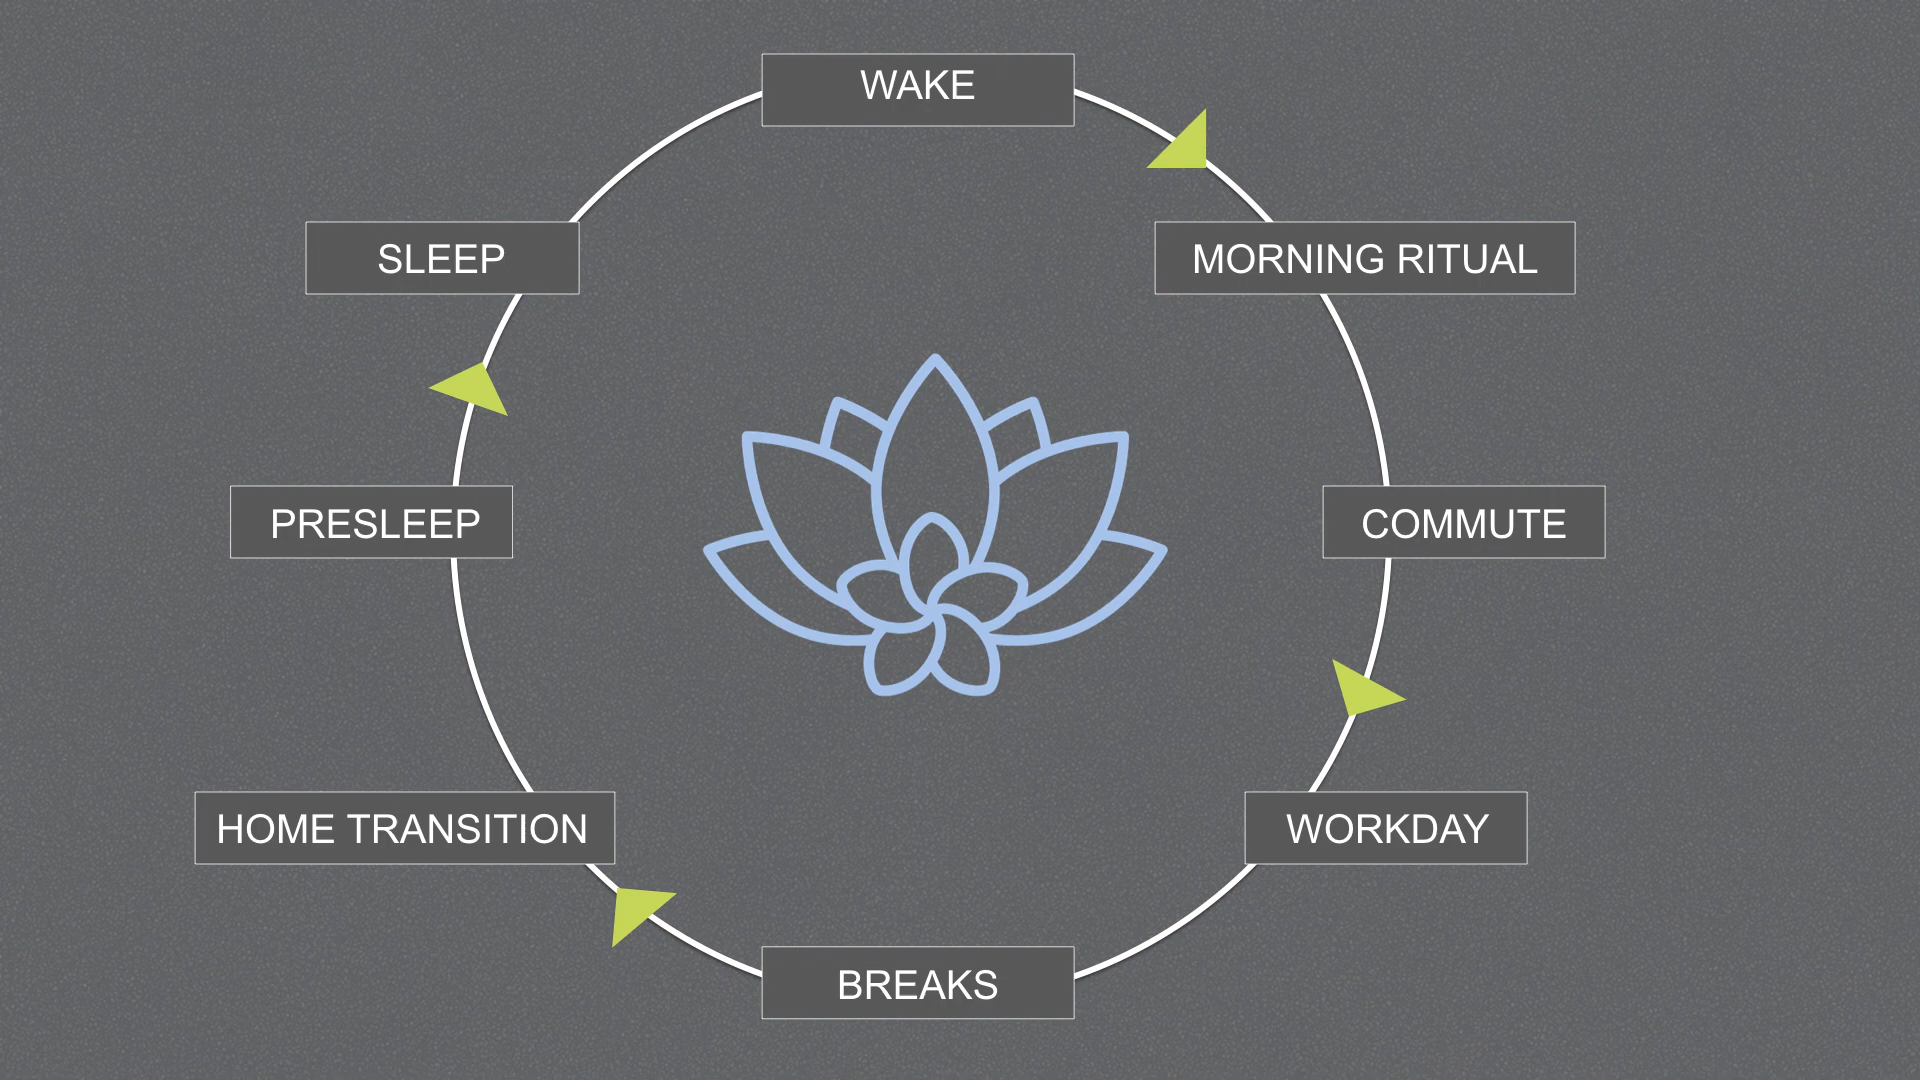 WAKE
MORNING RITUAL
COMMUTE
WORKDAY
BREAKS
HOME TRANSITION
PRESLEEP
SLEEP